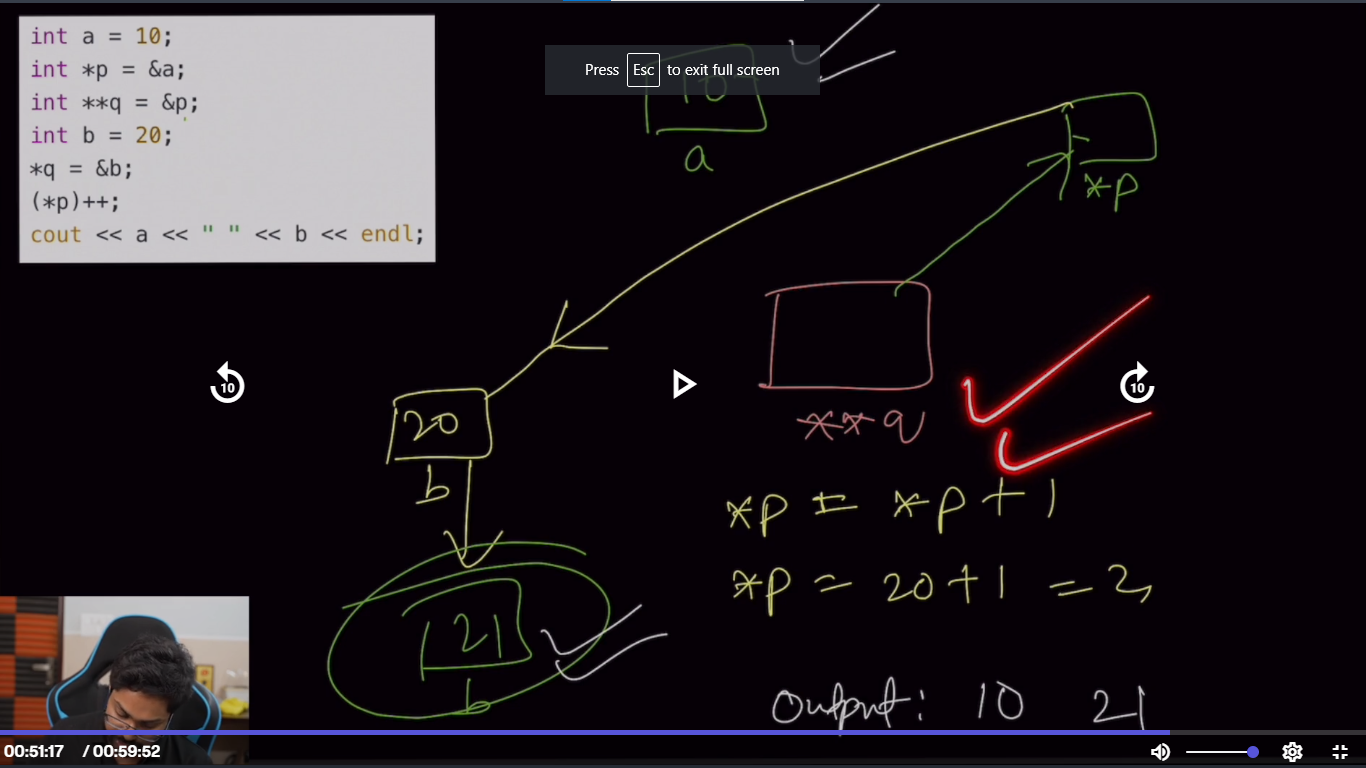 int a = 10;
int *p = &a;
int **q = &p;
int b = 20;
*q = &b;
(*p)++;
cout << a << " " << b << endl;
Press Esc to exit full screen
10
a
*p
10
10
**q
20
b
*p = *p + 1
*p = 20 + 1 = 2
21
b
Output: 10 21
00:51:17 / 00:59:52